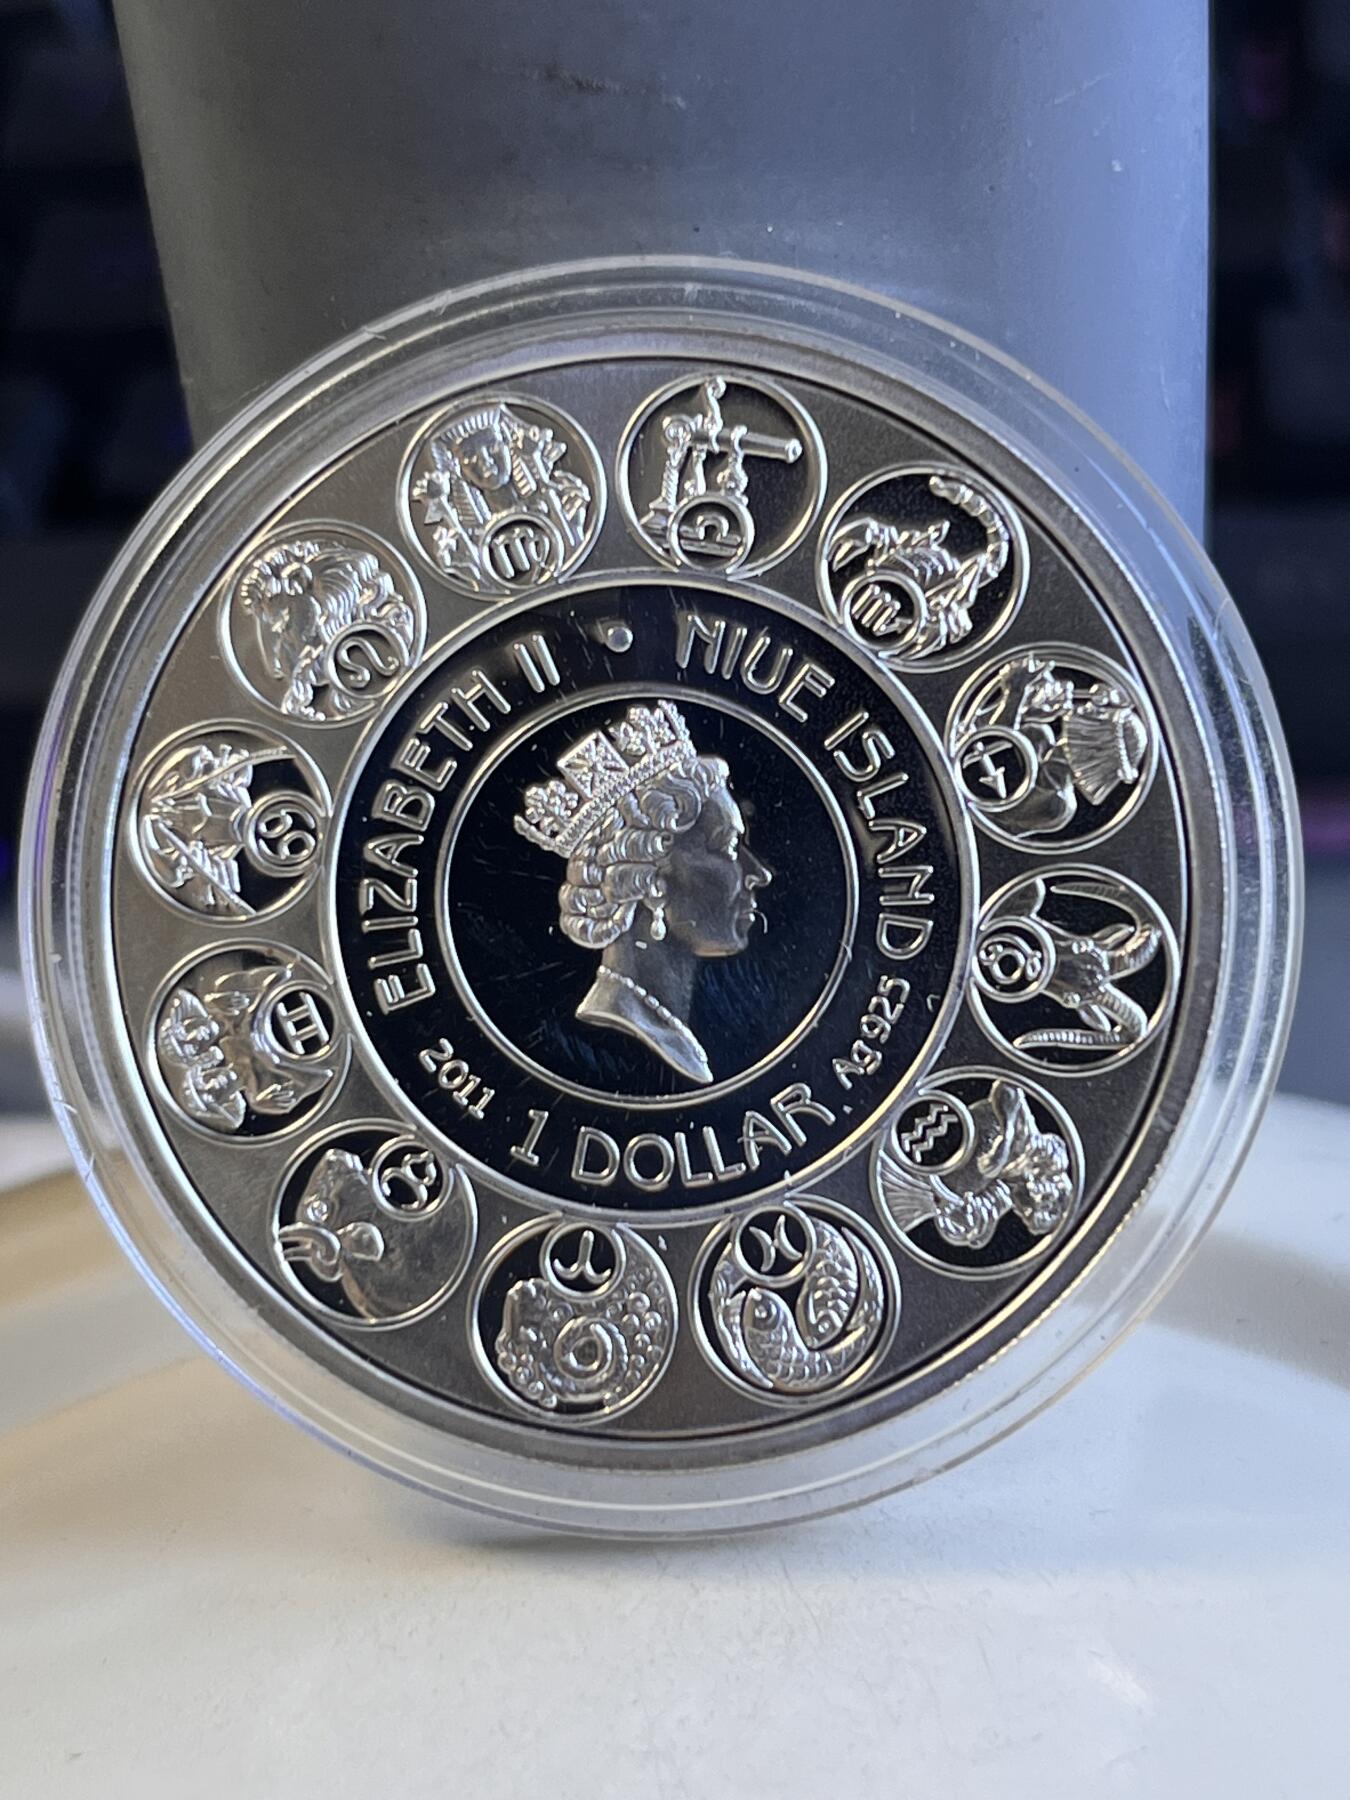 ELIZABETH II • NIUE ISLAND
2011 1 DOLLAR Ag925